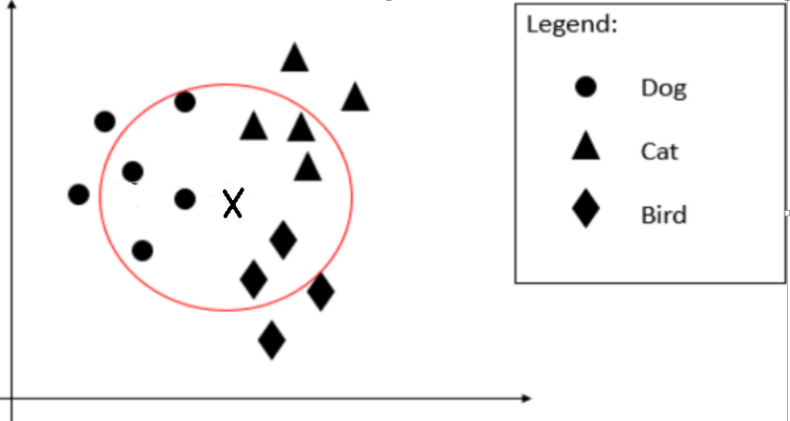 Legend:
Dog
Cat
Bird
X